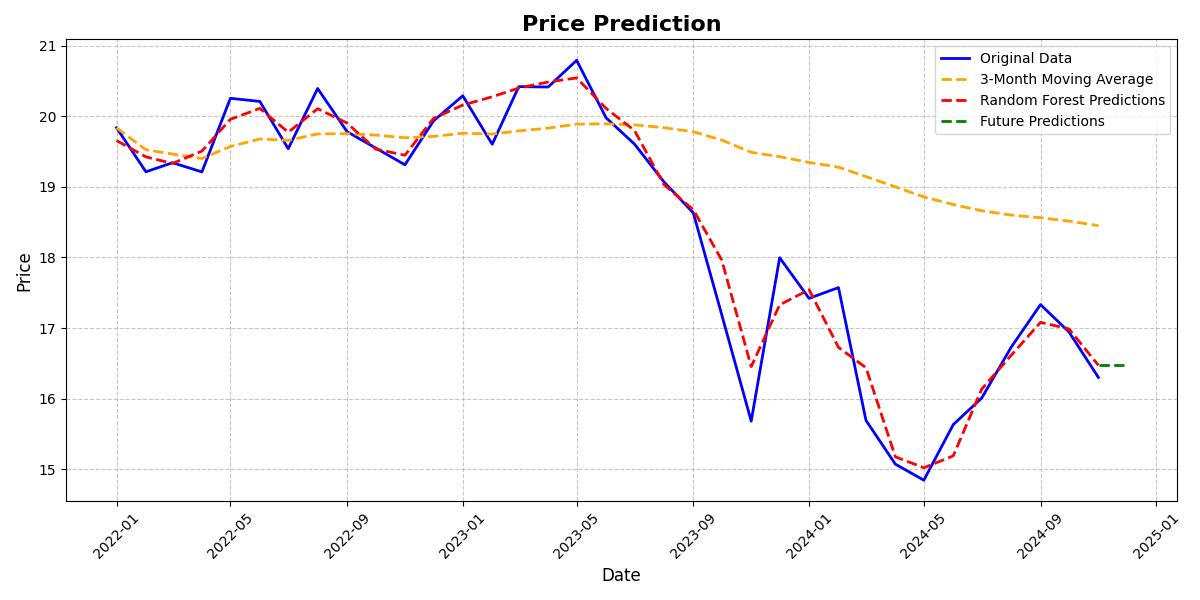 Price Prediction
Original Data
3-Month Moving Average
Random Forest Predictions
Future Predictions
21
20
19
18
17
16
15
Price
2022-01
2022-05
2022-09
2023-01
2023-05
2023-09
2024-01
2024-05
2024-09
2025-01
Date